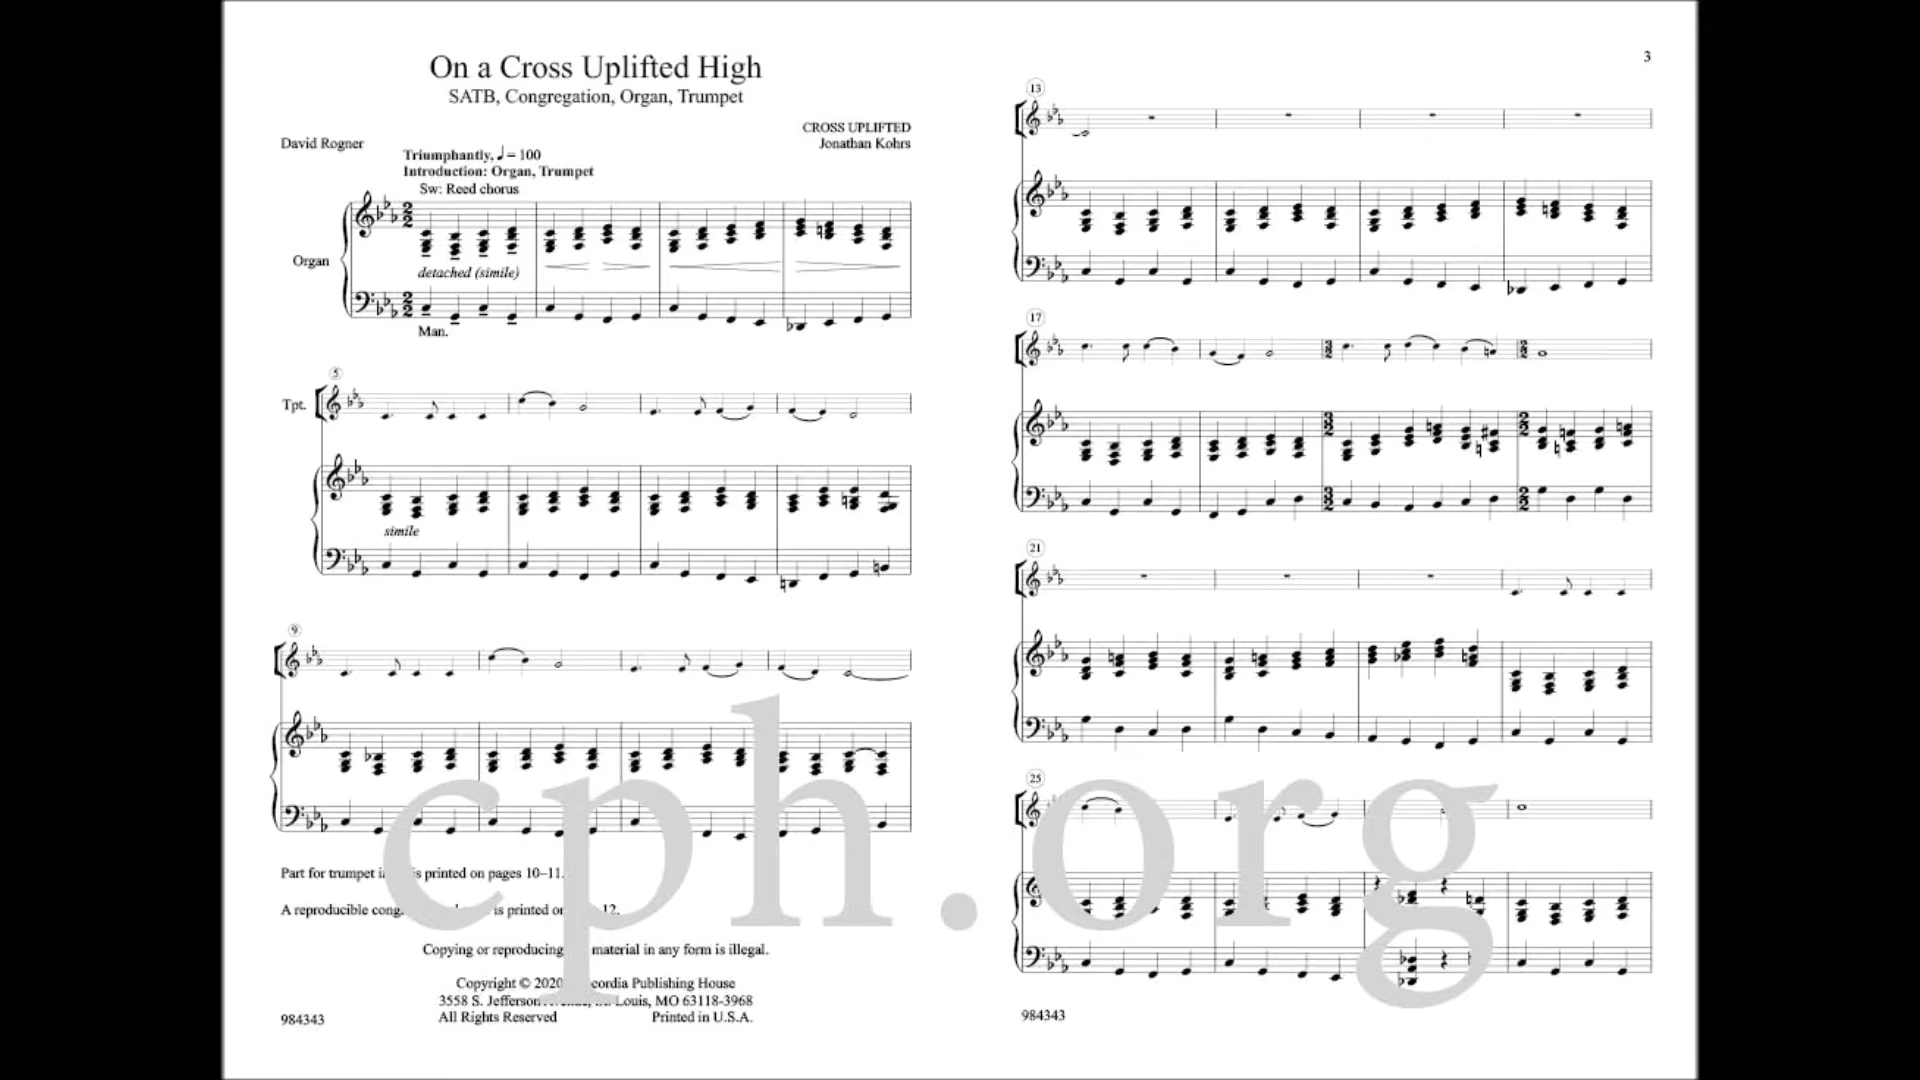 On a Cross Uplifted High
SATB, Congregation, Organ, Trumpet
CROSS UPLIFTED
David Rogner
Jonathan Kohrs
Triumphantly, ♩ = 100
Introduction: Organ, Trumpet
Sw: Reed chorus
Organ
detached (simile)
Man.
5
Tpt.
simile
9
Part for trumpet is printed on pages 10–11.
A reproducible is printed on 12.
Copying or reproducing material in any form is illegal.
Copyright © 2020 Publishing House
3558 S. Jefferson Louis, MO 63118-3968
All Rights Reserved Printed in U.S.A.
984343
3
13
17
21
25
984343
cph.org